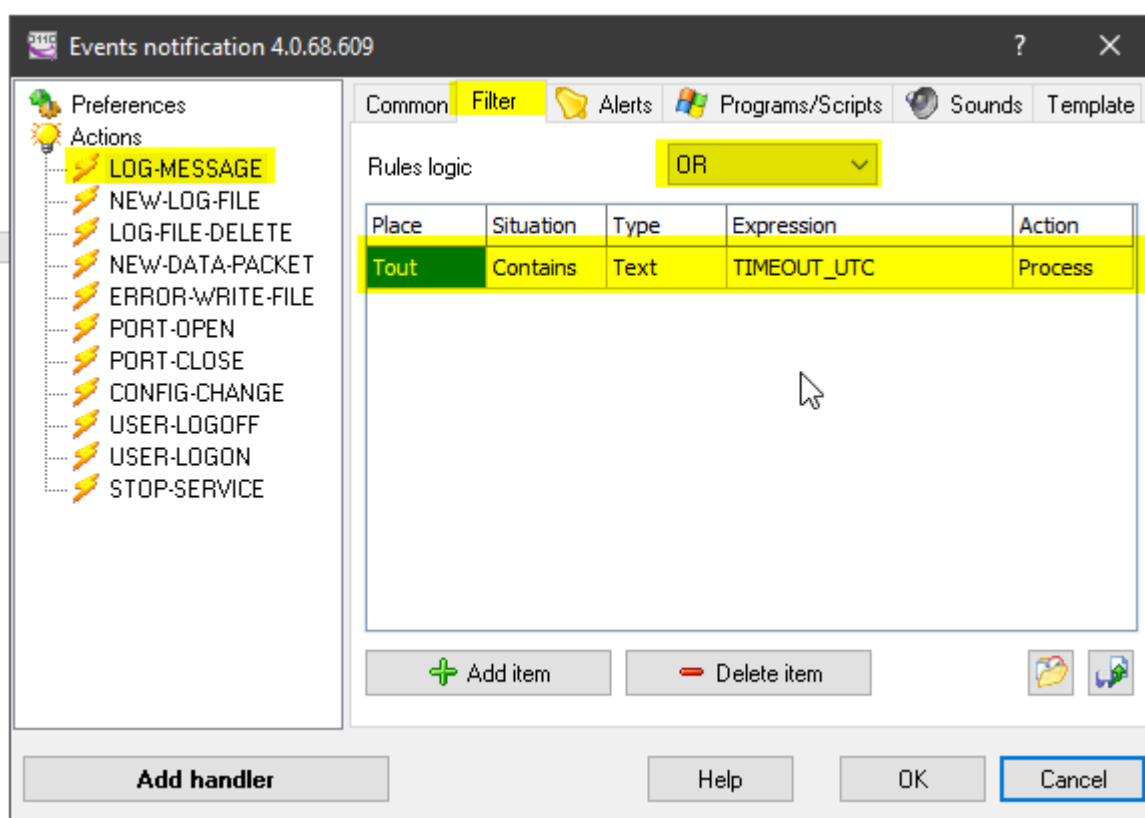 Events notification 4.0.68.609 ?
Preferences
Actions
LOG-MESSAGE
NEW-LOG-FILE
LOG-FILE-DELETE
NEW-DATA-PACKET
ERROR-WRITE-FILE
PORT-OPEN
PORT-CLOSE
CONFIG-CHANGE
USER-LOGOFF
USER-LOGON
STOP-SERVICE
Common Filter Alerts Programs/Scripts Sounds Template
Rules logic OR
Place Situation Type Expression Action
Tout Contains Text TIMEOUT_UTC Process
Add item Delete item
Add handler Help OK Cancel